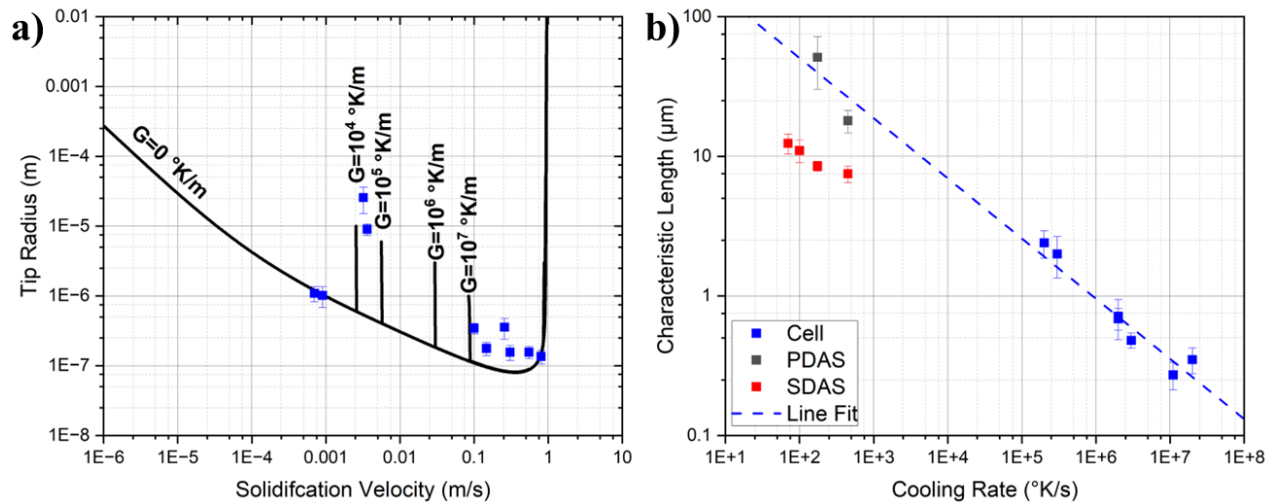 a)
0.01
0.001
1E-4
1E-5
1E-6
1E-7
1E-8
Tip Radius (m)
G=0 °K/m
G=10⁴ °K/m
G=10⁵ °K/m
G=10⁶ °K/m
G=10⁷ °K/m
1E-6 1E-5 1E-4 0.001 0.01 0.1 1 10
Solidifcation Velocity (m/s)
b)
100
10
1
0.1
Characteristic Length (µm)
Cell
PDAS
SDAS
Line Fit
1E+1 1E+2 1E+3 1E+4 1E+5 1E+6 1E+7 1E+8
Cooling Rate (°K/s)